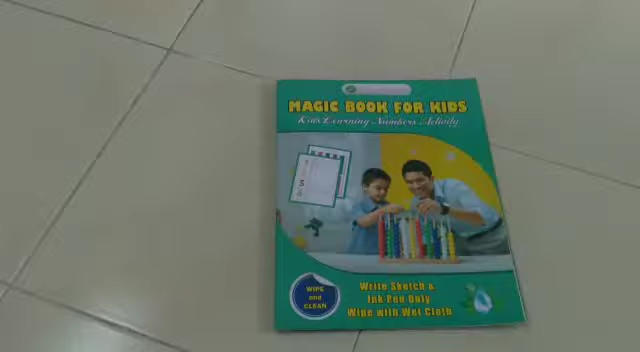 MAGIC BOOK FOR KIDS
Kids Learning Numbers Activity
WIPE
and
CLEAN
Write Sketch &
Ink Pen Only
Wipe with Wet Cloth